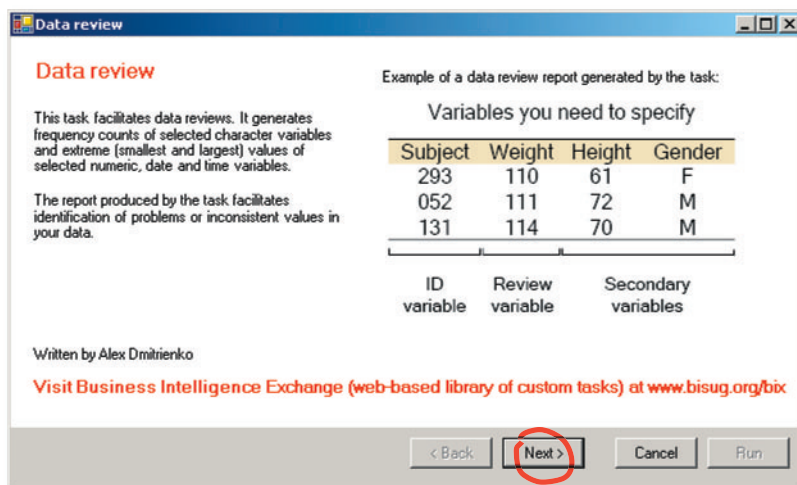 Data review
Data review
This task facilitates data reviews. It generates
frequency counts of selected character variables
and extreme (smallest and largest) values of
selected numeric, date and time variables.
The report produced by the task facilitates
identification of problems or inconsistent values in
your data.
Example of a data review report generated by the task:
Variables you need to specify
Subject Weight Height Gender
293 110 61 F
052 111 72 M
131 114 70 M
ID Review Secondary
variable variable variables
Written by Alex Dmitrienko
Visit Business Intelligence Exchange (web-based library of custom tasks) at www.bisug.org/bix
< Back Next > Cancel Run